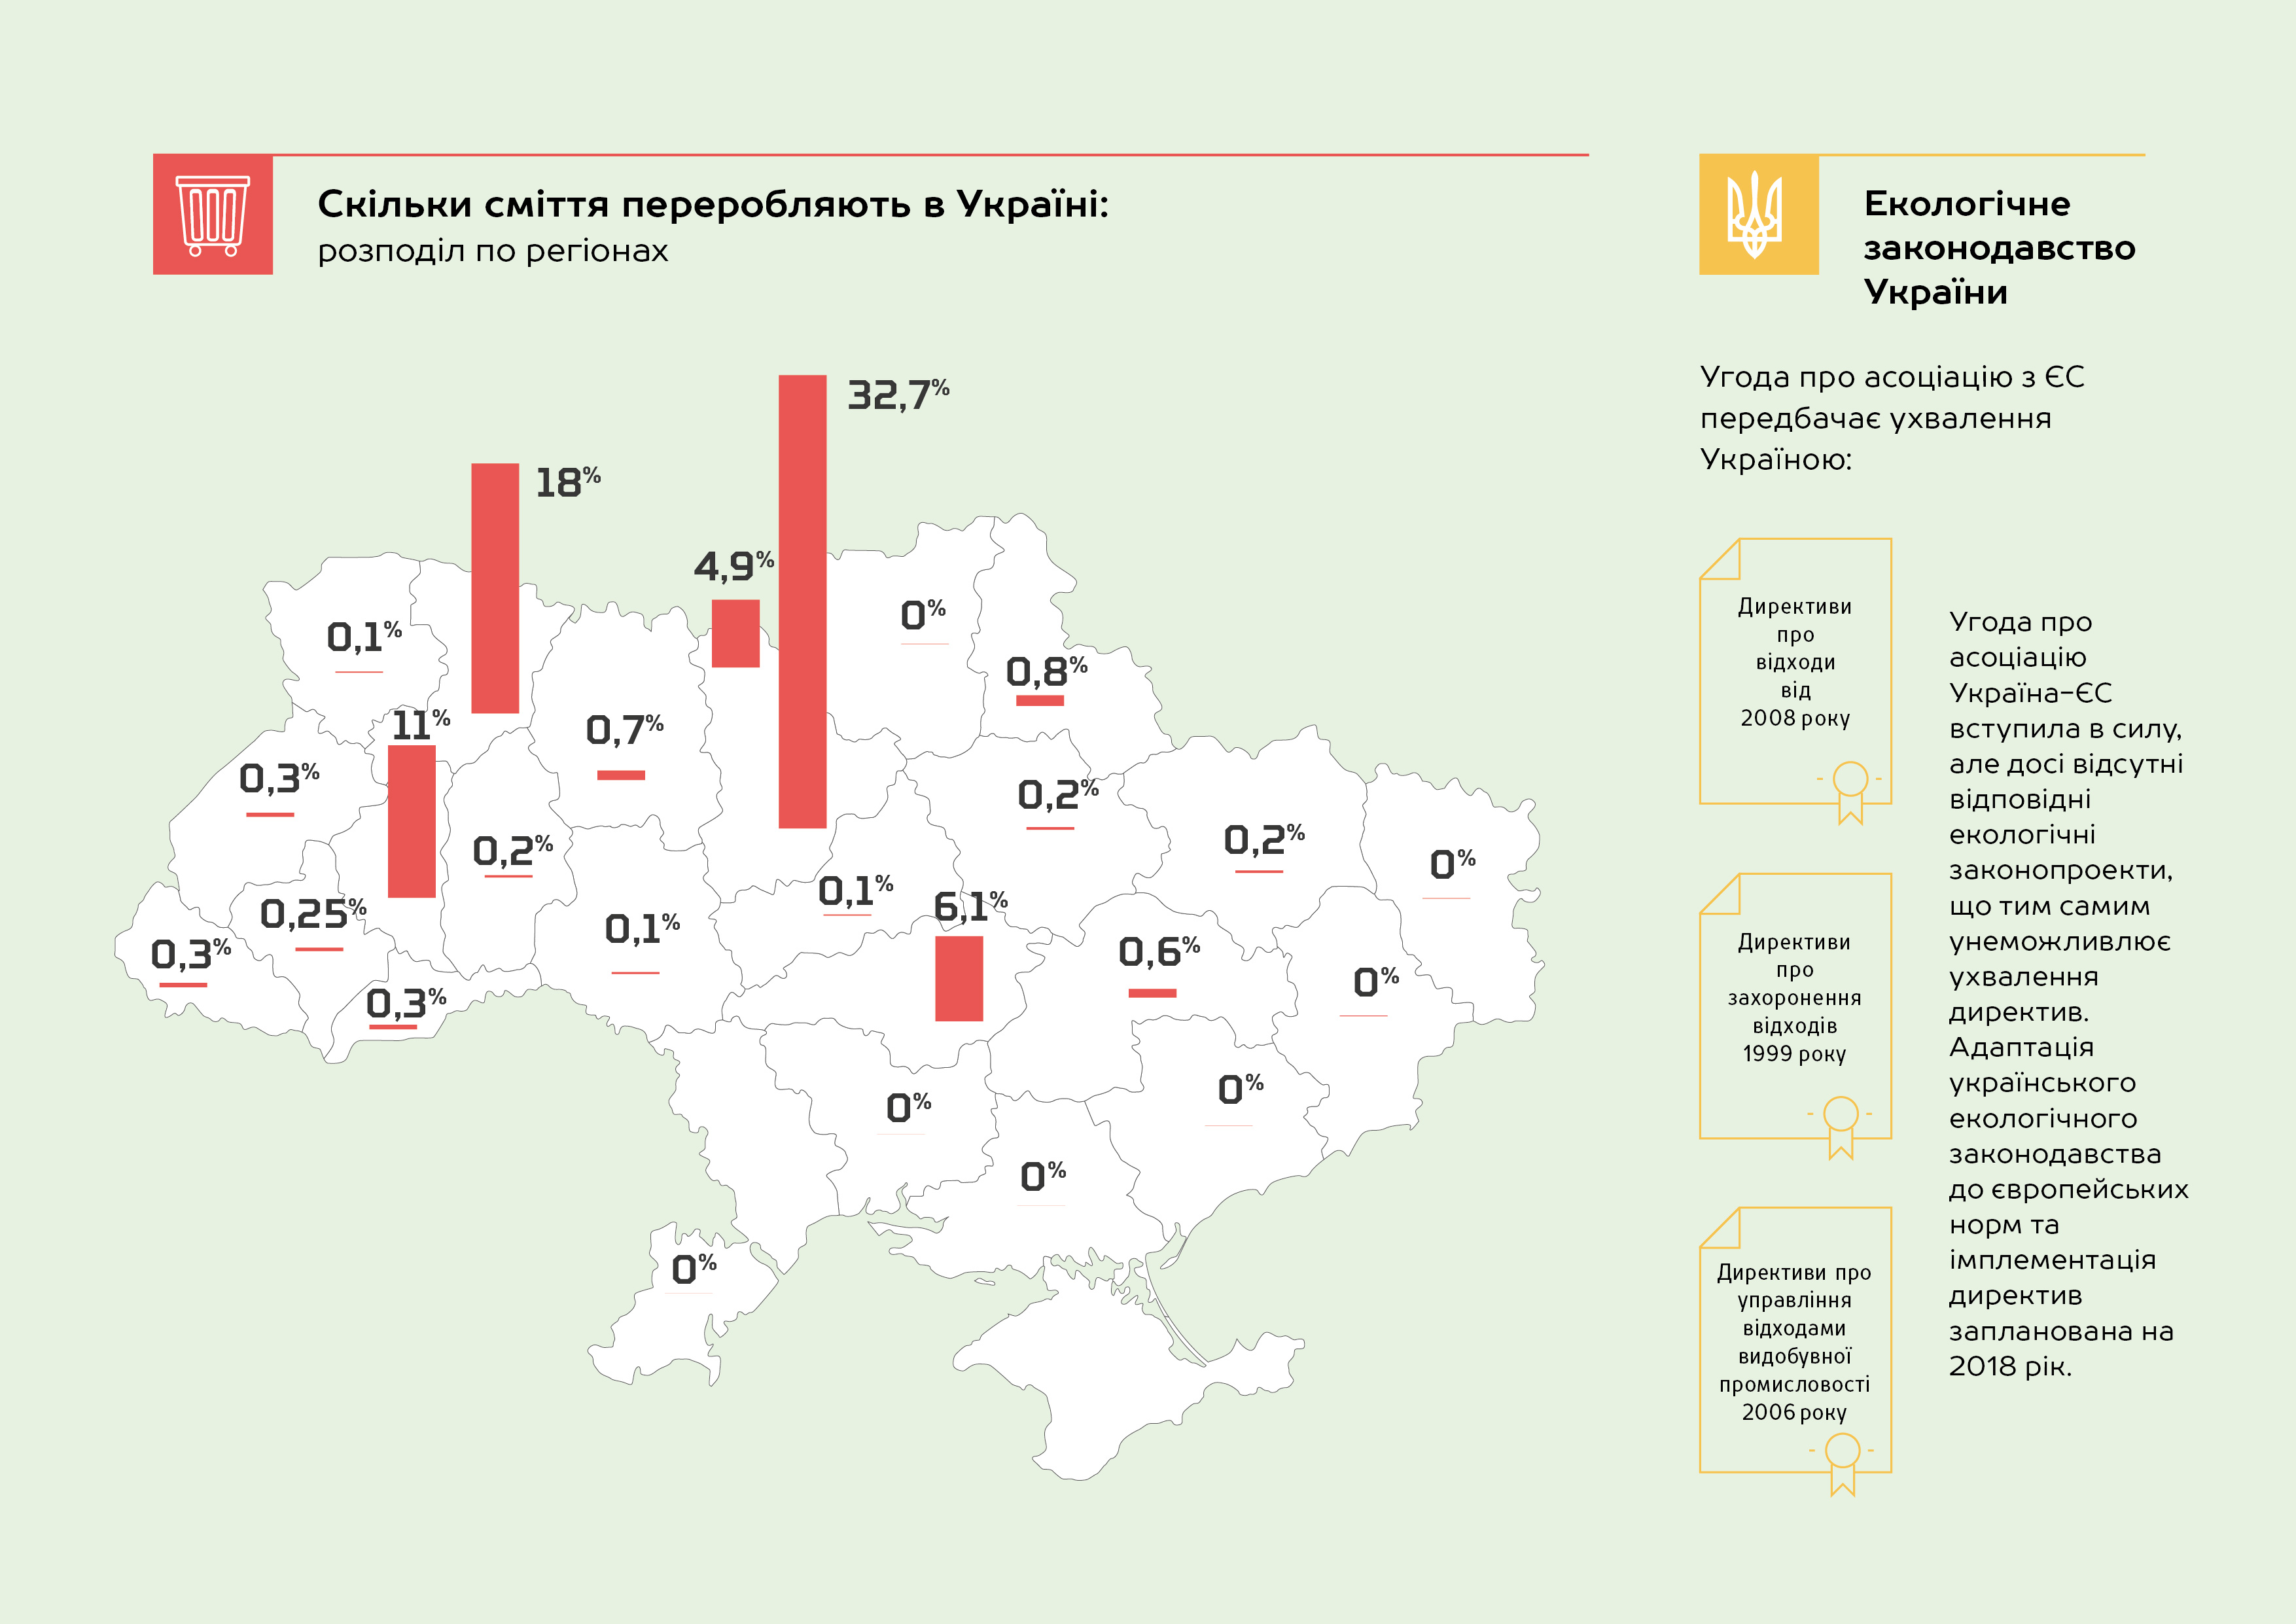 Скільки сміття переробляють в Україні:
розподіл по регіонах
32,7%
18%
4,9%
0%
0,1%
0,8%
11%
0,7%
0,3%
0,2%
0,2%
0,2%
0%
0,1%
6,1%
0,25%
0,1%
0,6%
0,3%
0%
0,3%
0%
0%
0%
0%
Екологічне
законодавство
України
Угода про асоціацію з ЄС
передбачає ухвалення
Україною:
Директиви
про
відходи
від
2008 року
Директиви
про
захоронення
відходів
1999 року
Директиви про
управління
відходами
видобувної
промисловості
2006 року
Угода про
асоціацію
Україна–ЄС
вступила в силу,
але досі відсутні
відповідні
екологічні
законопроекти,
що тим самим
унеможливлює
ухвалення
директив.
Адаптація
українського
екологічного
законодавства
до європейських
норм та
імплементація
директив
запланована на
2018 рік.